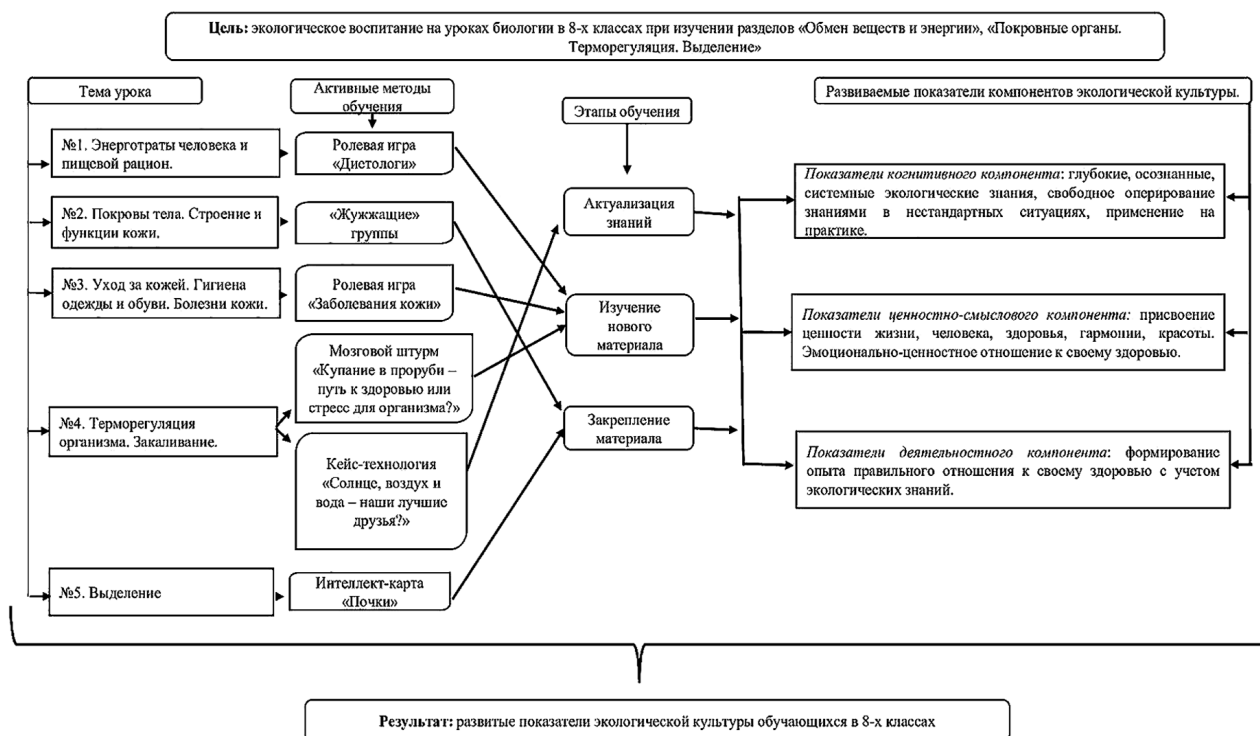 Цель: экологическое воспитание на уроках биологии в 8-х классах при изучении разделов «Обмен веществ и энергии», «Покровные органы.
Терморегуляция. Выделение»
Тема урока
Активные методы
обучения
Этапы обучения
Развиваемые показатели компонентов экологической культуры.
№1. Энерготраты человека и
пищевой рацион.
Ролевая игра
«Диетологи»
№2. Покровы тела. Строение и
функции кожи.
«Жужжащие»
группы
№3. Уход за кожей. Гигиена
одежды и обуви. Болезни кожи.
Ролевая игра
«Заболевания кожи»
№4. Терморегуляция
организма. Закаливание.
Мозговой штурм
«Купание в проруби –
путь к здоровью или
стресс для организма?»
Кейс-технология
«Солнце, воздух и
вода – наши лучшие
друзья?»
№5. Выделение
Интеллект-карта
«Почки»
Актуализация
знаний
Изучение
нового
материала
Закрепление
материала
Показатели когнитивного компонента: глубокие, осознанные,
системные экологические знания, свободное оперирование
знаниями в нестандартных ситуациях, применение на
практике.
Показатели ценностно-смыслового компонента: присвоение
ценности жизни, человека, здоровья, гармонии, красоты.
Эмоционально-ценностное отношение к своему здоровью.
Показатели деятельностного компонента: формирование
опыта правильного отношения к своему здоровью с учетом
экологических знаний.
Результат: развитые показатели экологической культуры обучающихся в 8-х классах